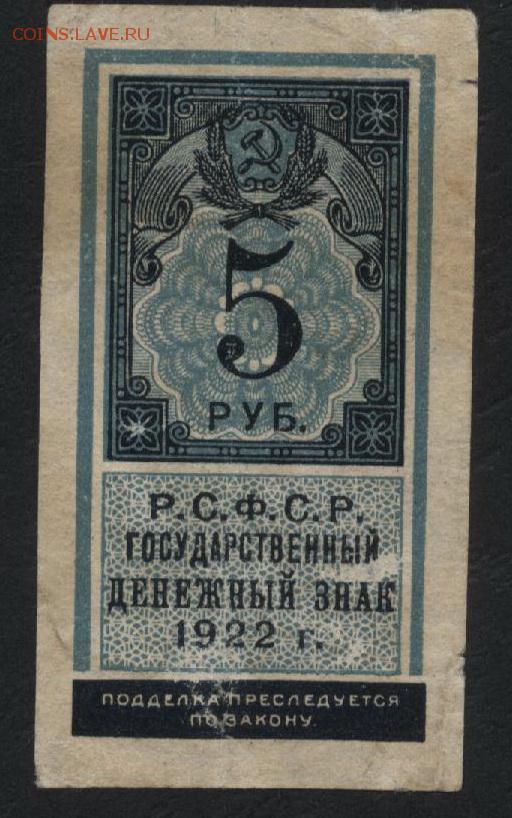 COINS.LAVE.RU
5
РУБ.
Р.С.Ф.С.Р.
ГОСУДАРСТВЕННЫЙ
ДЕНЕЖНЫЙ ЗНАК
1922 г.
ПОДДЕЛКА ПРЕСЛЕДУЕТСЯ
ПО ЗАКОНУ.